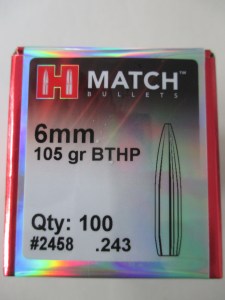 H MATCH™
BULLETS
6mm
105 gr BTHP
Qty: 100
#2458 .243